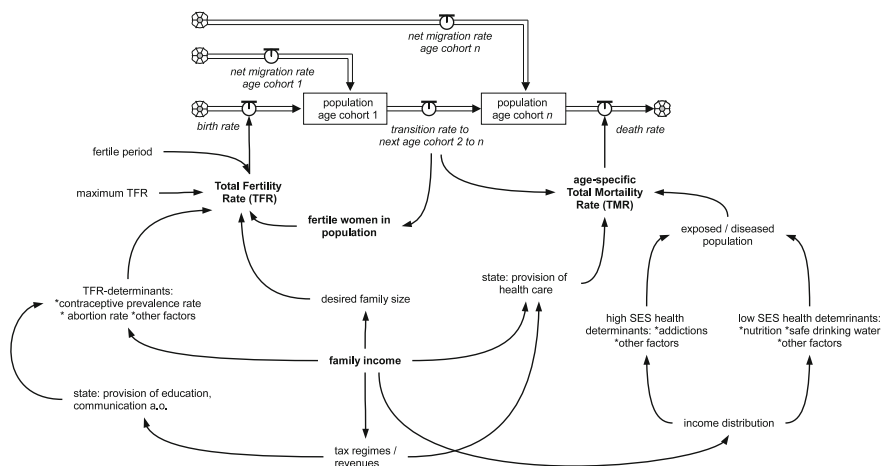 net migration rate
age cohort n
net migration rate
age cohort 1
population
age cohort 1
population
age cohort n
birth rate
transition rate to
next age cohort 2 to n
death rate
fertile period
maximum TFR
Total Fertility
Rate (TFR)
age-specific
Total Mortaility
Rate (TMR)
fertile women in
population
exposed / diseased
population
TFR-determinants:
*contraceptive prevalence rate
* abortion rate *other factors
desired family size
state: provision of
health care
high SES health
determinants: *addictions
*other factors
low SES health detemrinants:
*nutrition *safe drinking water
*other factors
family income
state: provision of education,
communication a.o.
income distribution
tax regimes /
revenues